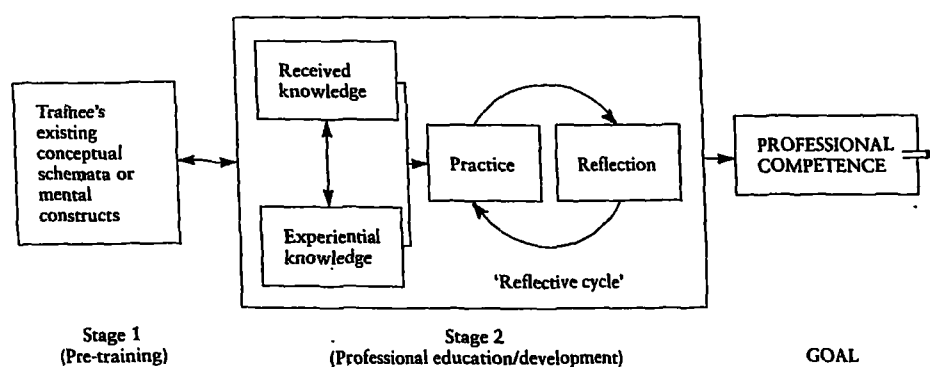 Trainee's
existing
conceptual
schemata or
mental
constructs
Received
knowledge
Experiential
knowledge
Practice
Reflection
'Reflective cycle'
PROFESSIONAL
COMPETENCE
Stage 1
(Pre-training)
Stage 2
(Professional education/development)
GOAL